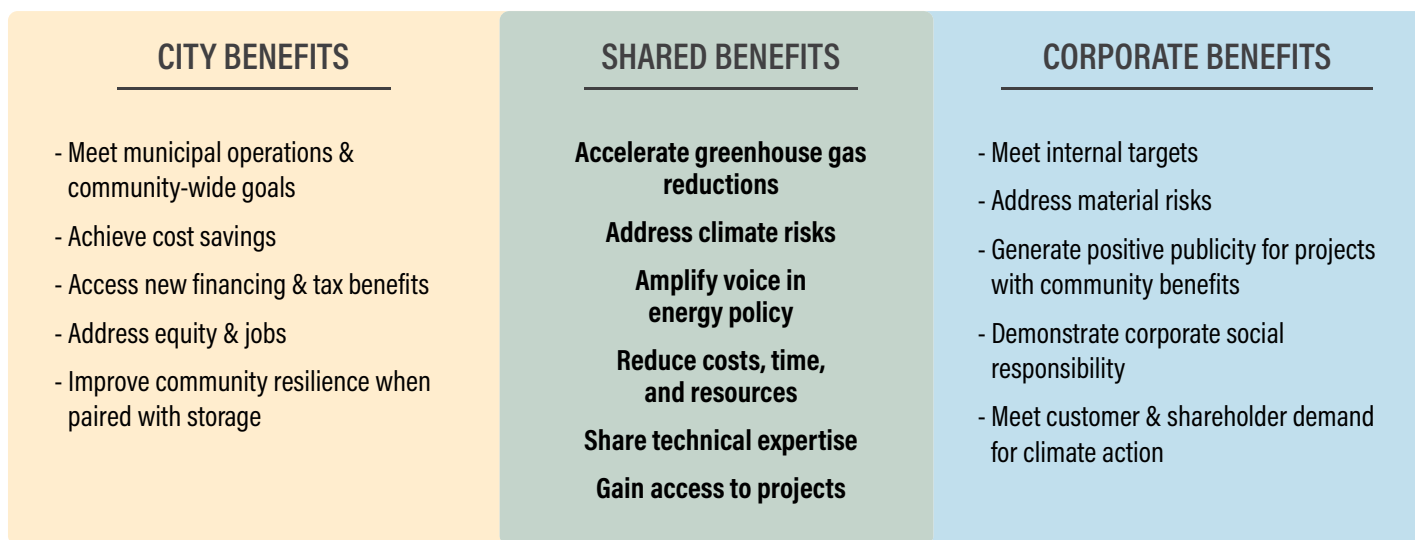 CITY BENEFITS
- Meet municipal operations &
community-wide goals
- Achieve cost savings
- Access new financing & tax benefits
- Address equity & jobs
- Improve community resilience when
paired with storage
SHARED BENEFITS
Accelerate greenhouse gas
reductions
Address climate risks
Amplify voice in
energy policy
Reduce costs, time,
and resources
Share technical expertise
Gain access to projects
CORPORATE BENEFITS
- Meet internal targets
- Address material risks
- Generate positive publicity for projects
with community benefits
- Demonstrate corporate social
responsibility
- Meet customer & shareholder demand
for climate action